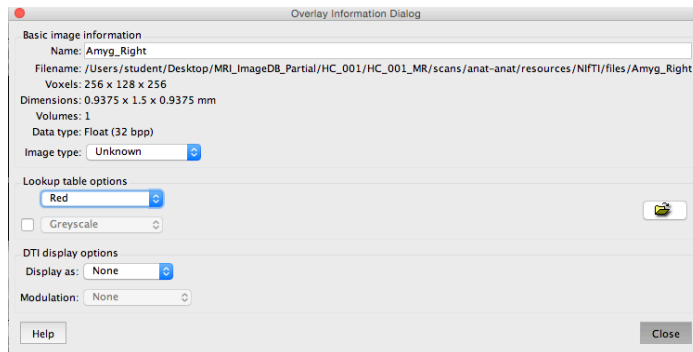 Overlay Information Dialog
Basic image information
Name: Amyg_Right
Filename: /Users/student/Desktop/MRI_ImageDB_Partial/HC_001/HC_001_MR/scans/anat-anat/resources/NIfTI/files/Amyg_Right
Voxels: 256 x 128 x 256
Dimensions: 0.9375 x 1.5 x 0.9375 mm
Volumes: 1
Data type: Float (32 bpp)
Image type: Unknown
Lookup table options
Red
Greyscale
DTI display options
Display as: None
Modulation: None
Help Close